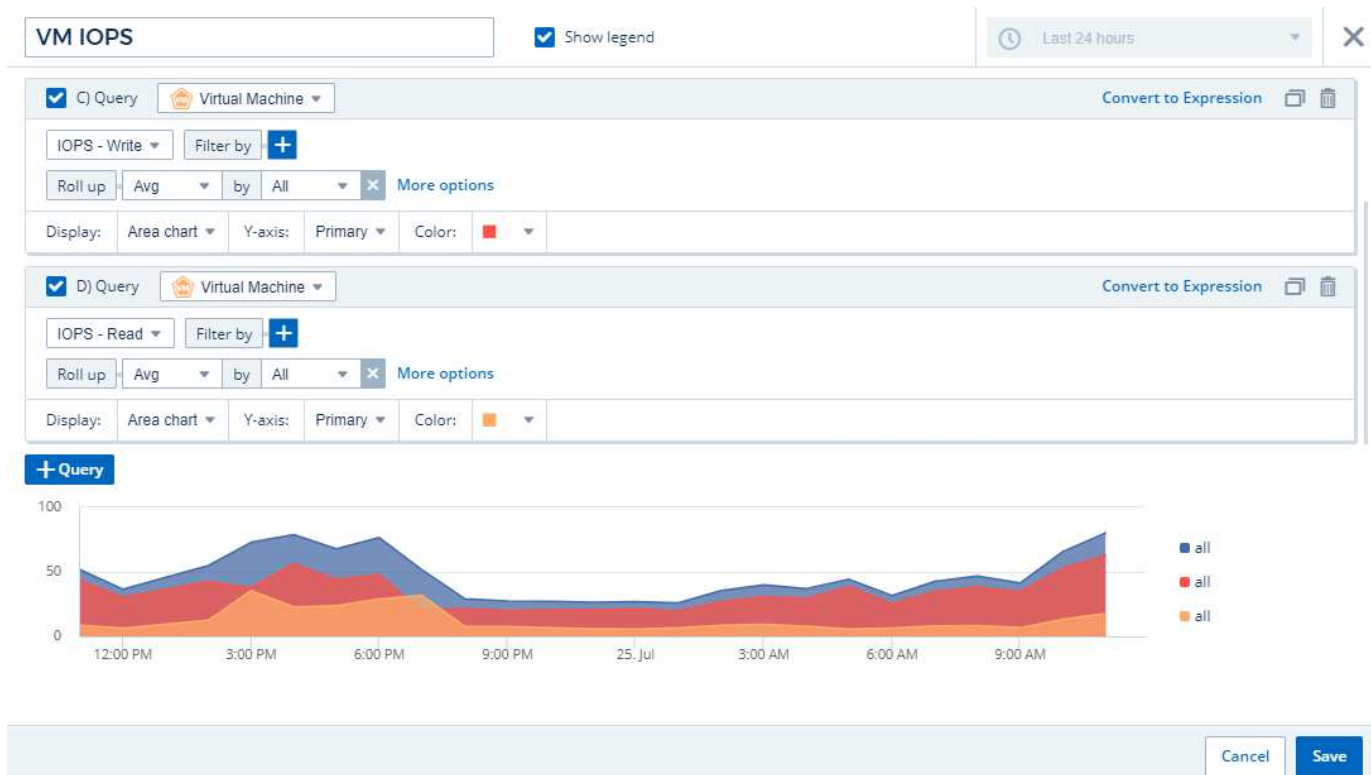 VM IOPS Show legend Last 24 hours
C) Query Virtual Machine Convert to Expression
IOPS - Write Filter by +
Roll up Avg by All × More options
Display: Area chart Y-axis: Primary Color:
D) Query Virtual Machine Convert to Expression
IOPS - Read Filter by +
Roll up Avg by All × More options
Display: Area chart Y-axis: Primary Color:
+ Query
100
50
0
all
all
all
12:00 PM 3:00 PM 6:00 PM 9:00 PM 25. Jul 3:00 AM 6:00 AM 9:00 AM
Cancel Save